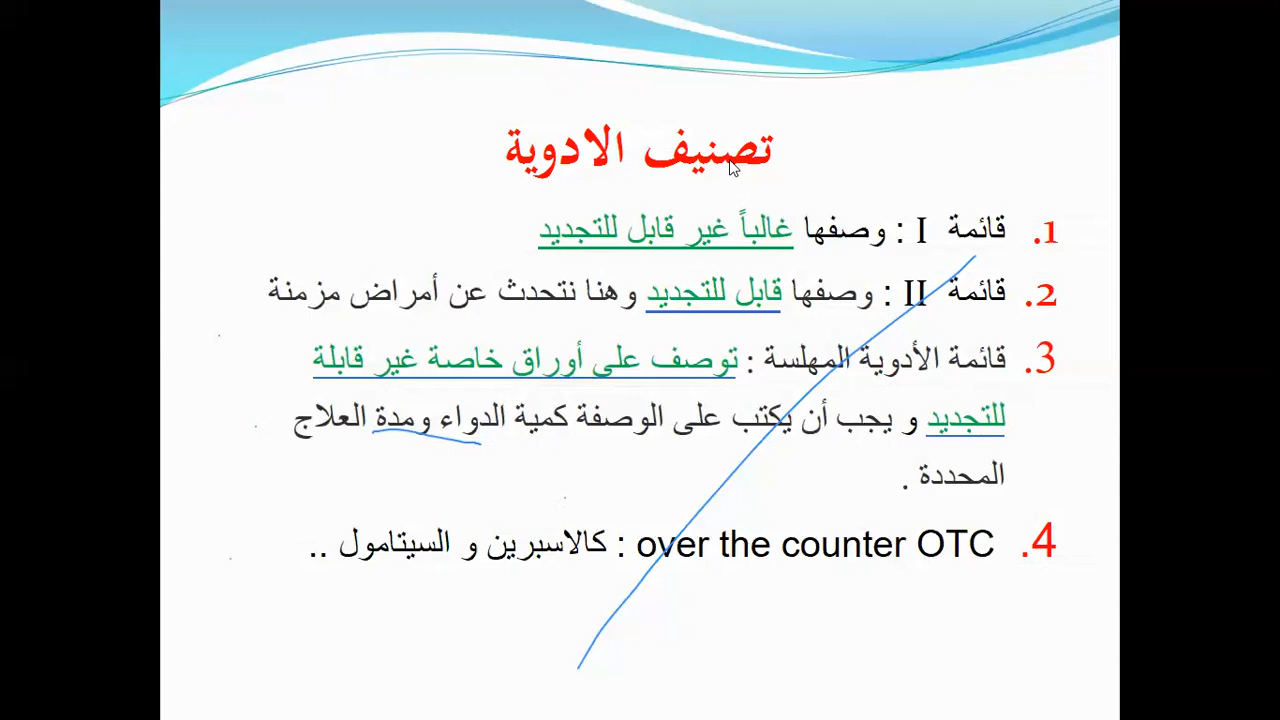 تصنيف الادوية
1. قائمة I : وصفها غالباً غير قابل للتجديد
2. قائمة II : وصفها قابل للتجديد وهنا نتحدث عن أمراض مزمنة
3. قائمة الأدوية المهلسة : توصف على أوراق خاصة غير قابلة
للتجديد و يجب أن يكتب على الوصفة كمية الدواء ومدة العلاج
المحددة .
4. over the counter OTC : كالاسبرين و السيتامول ..